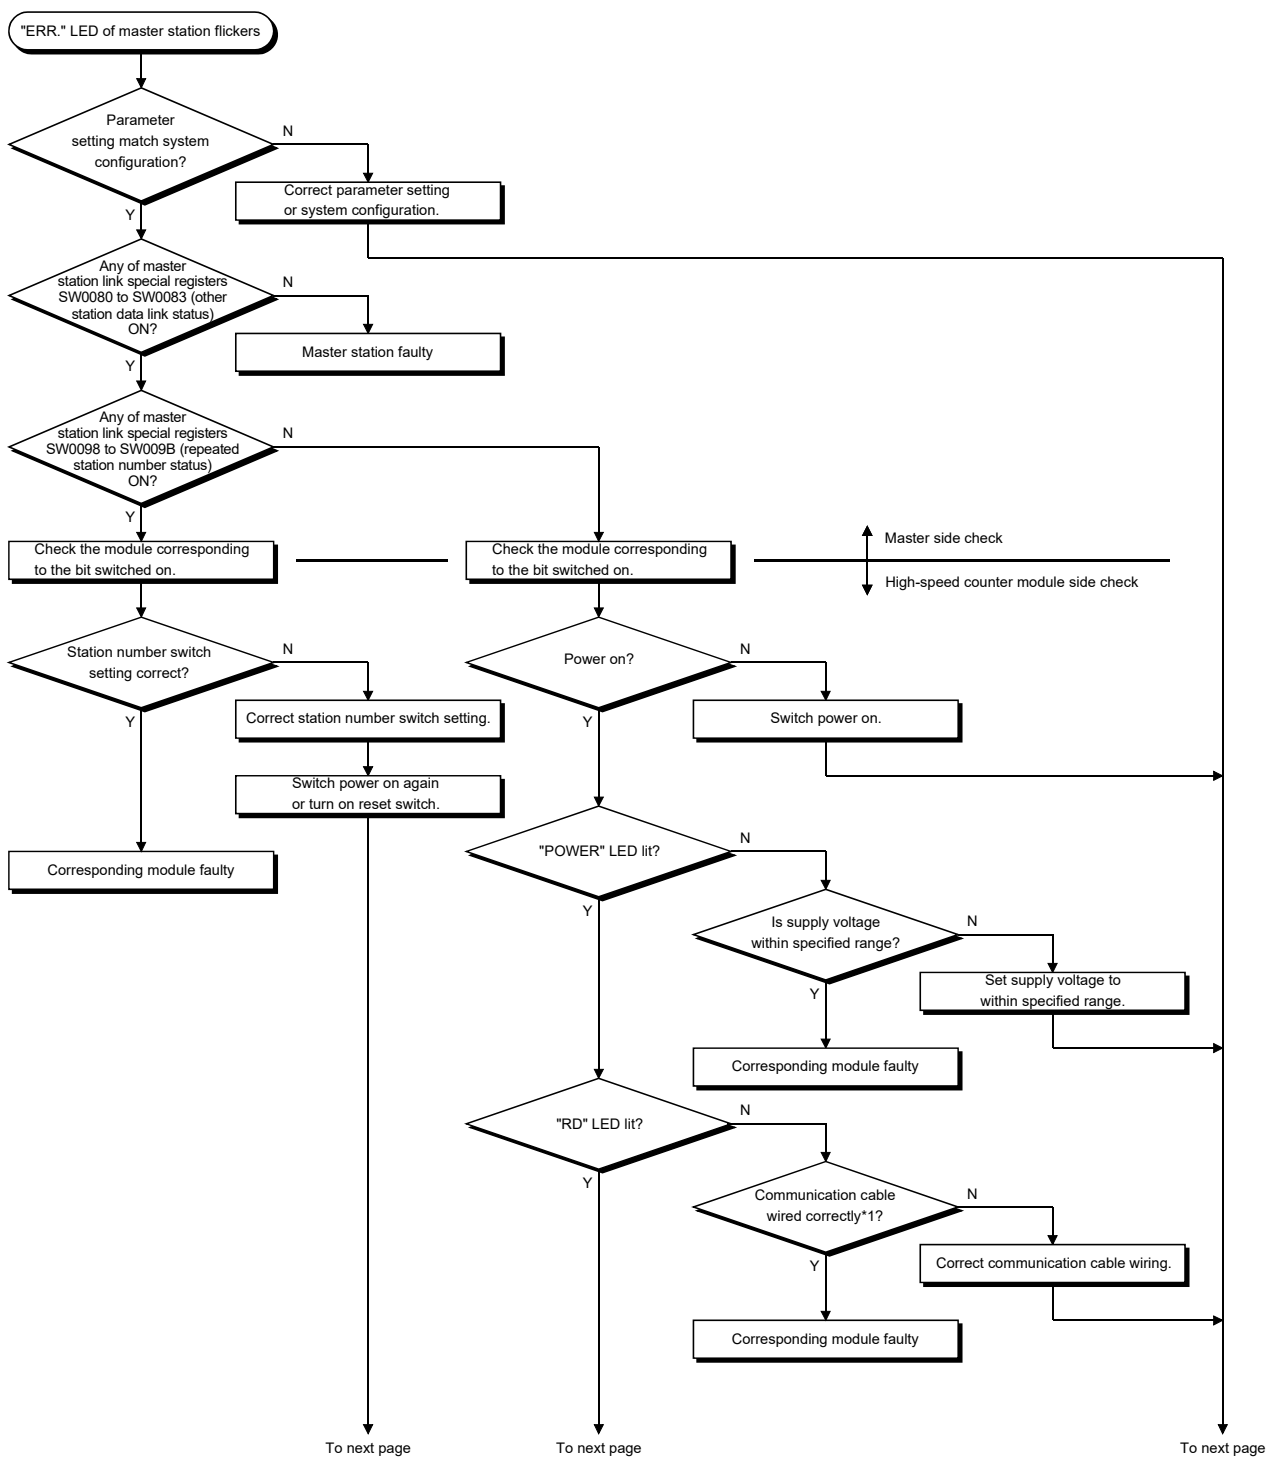 "ERR." LED of master station flickers
Parameter
setting match system
configuration?
N
Correct parameter setting
or system configuration.
Y
Any of master
station link special registers
SW0080 to SW0083 (other
station data link status)
ON?
N
Master station faulty
Y
Any of master
station link special registers
SW0098 to SW009B (repeated
station number status)
ON?
N
Y
Check the module corresponding
to the bit switched on.
Check the module corresponding
to the bit switched on.
Master side check
High-speed counter module side check
Station number switch
setting correct?
N
Y
Correct station number switch setting.
Switch power on again
or turn on reset switch.
Corresponding module faulty
Power on?
N
Y
Switch power on.
"POWER" LED lit?
N
Y
Is supply voltage
within specified range?
N
Set supply voltage to
within specified range.
Y
Corresponding module faulty
"RD" LED lit?
N
Y
Communication cable
wired correctly*1?
N
Correct communication cable wiring.
Y
Corresponding module faulty
To next page
To next page
To next page